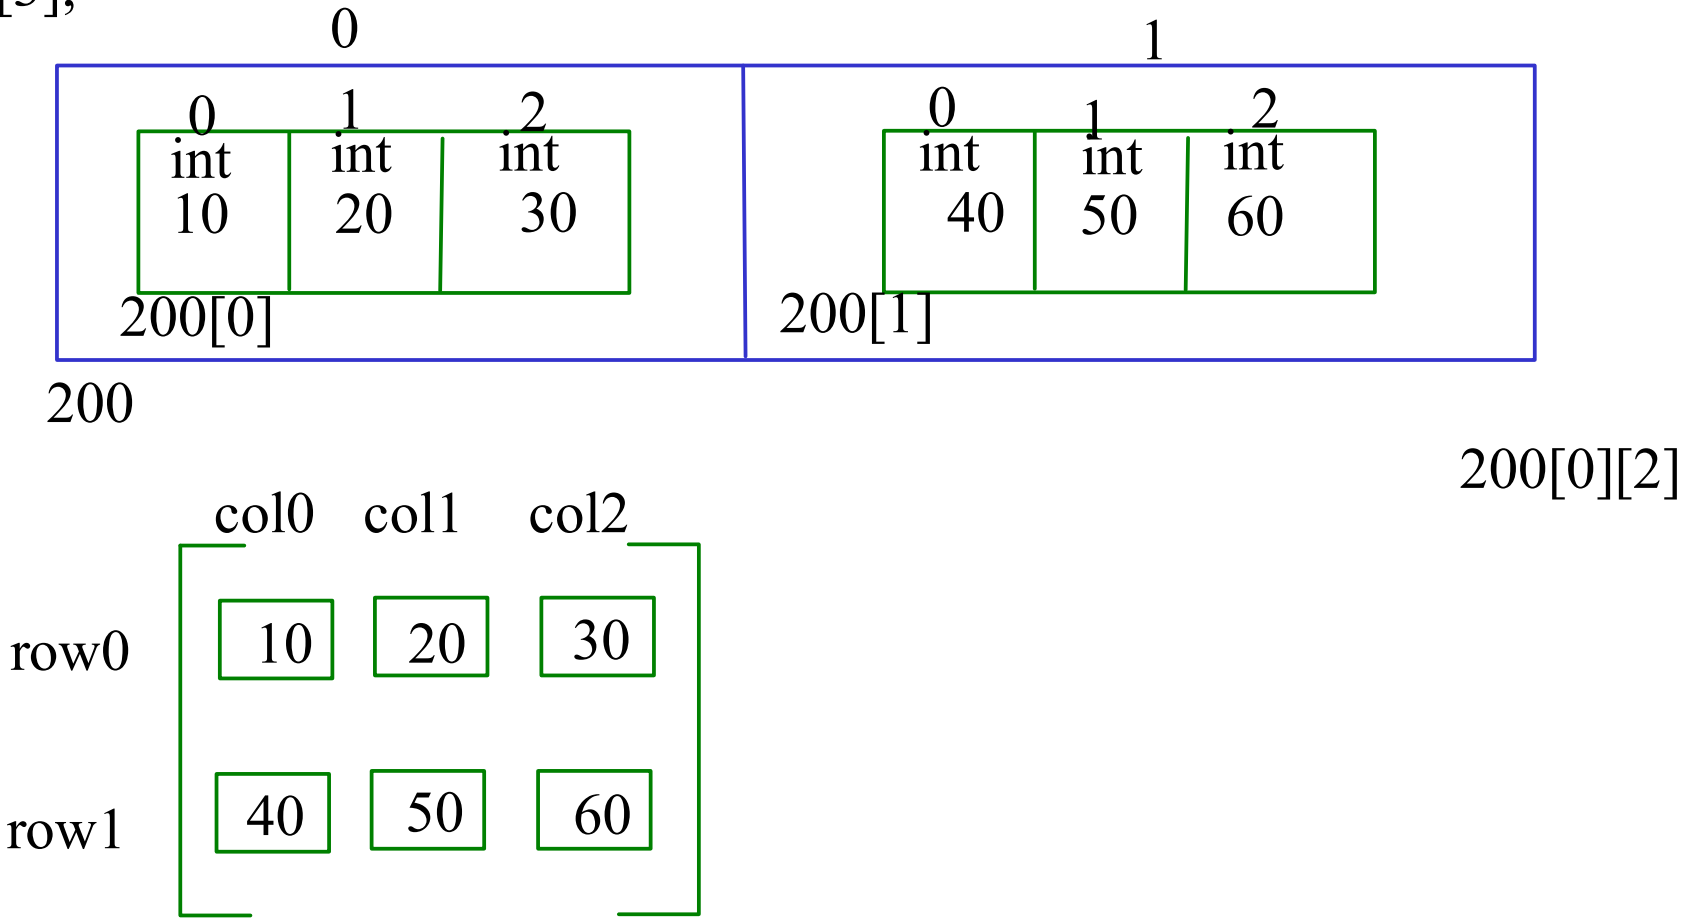 [3];
0 1
0 1 2 0 1 2
int int int int int int
10 20 30 40 50 60
200[0] 200[1]
200
200[0][2]
col0 col1 col2
row0 10 20 30
row1 40 50 60